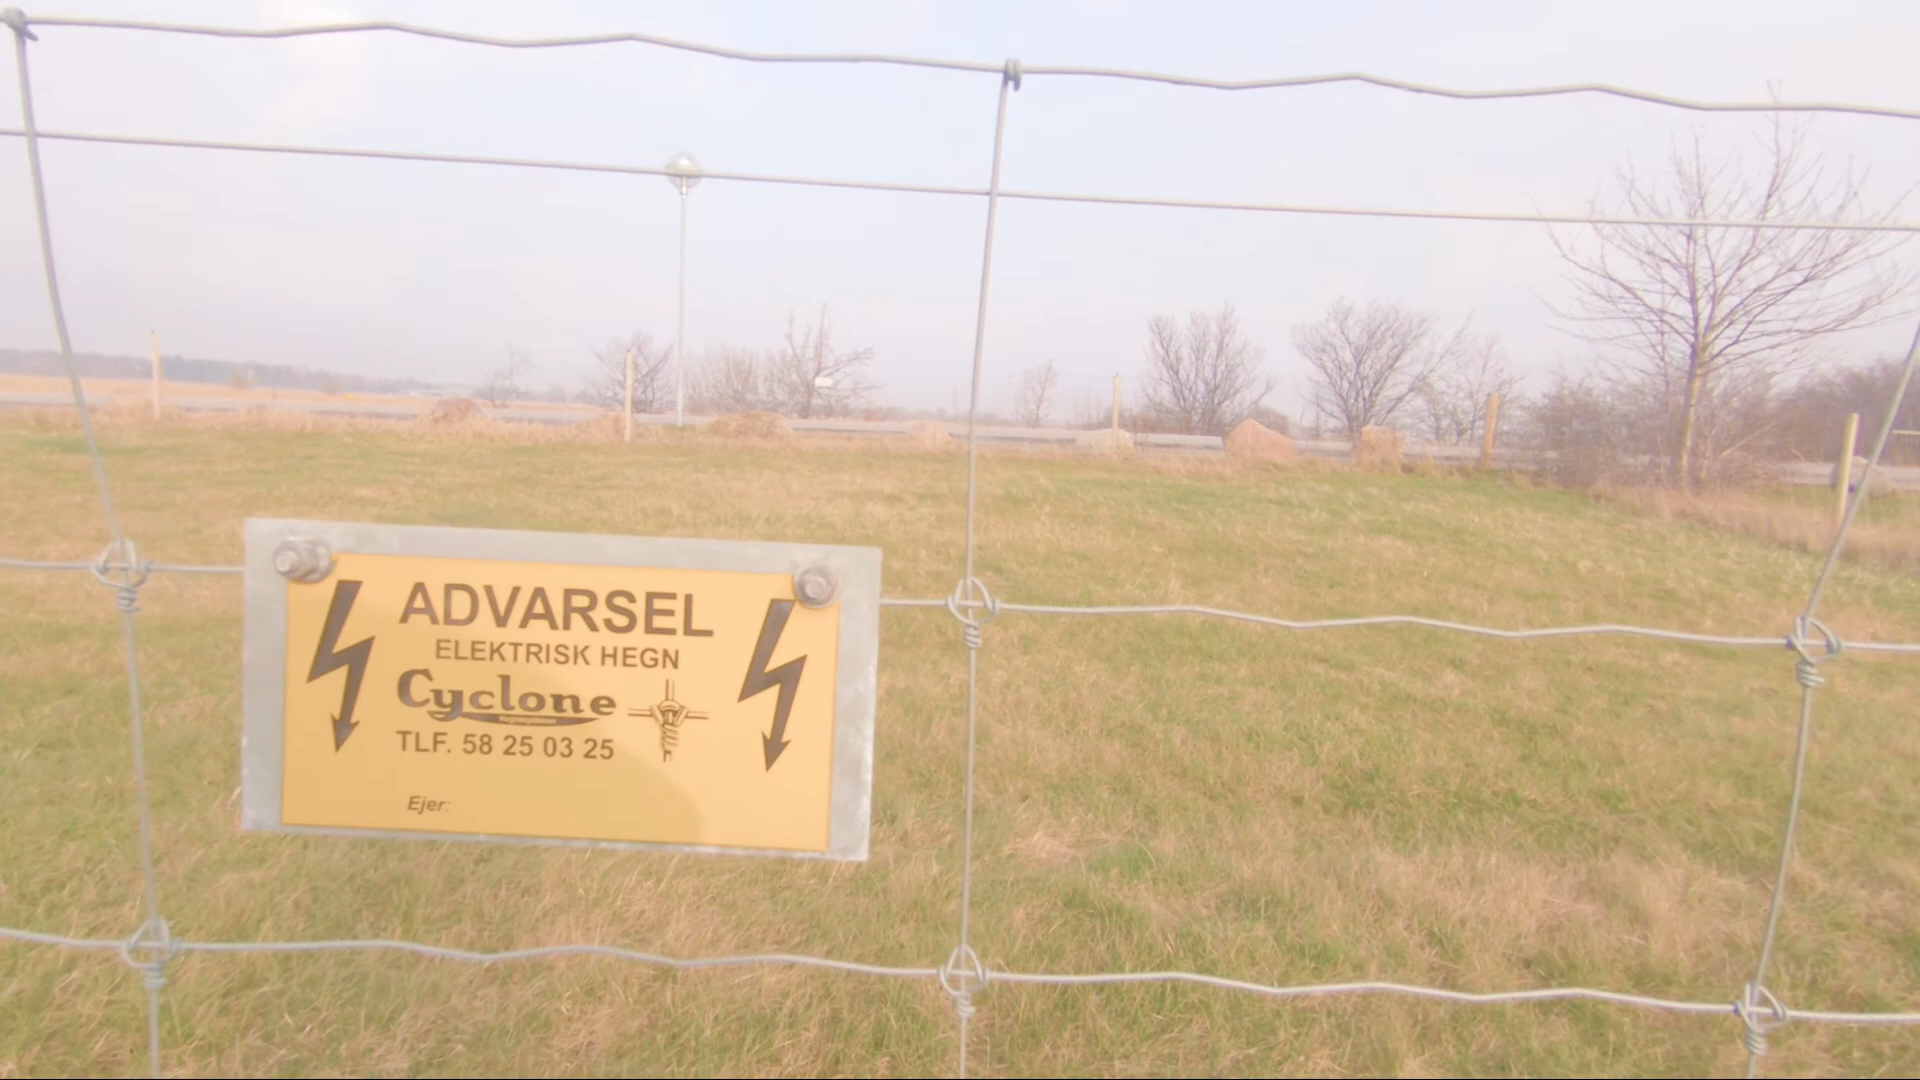 ADVARSEL
ELEKTRISK HEGN
Cyclone
TLF. 58 25 03 25
Ejer: